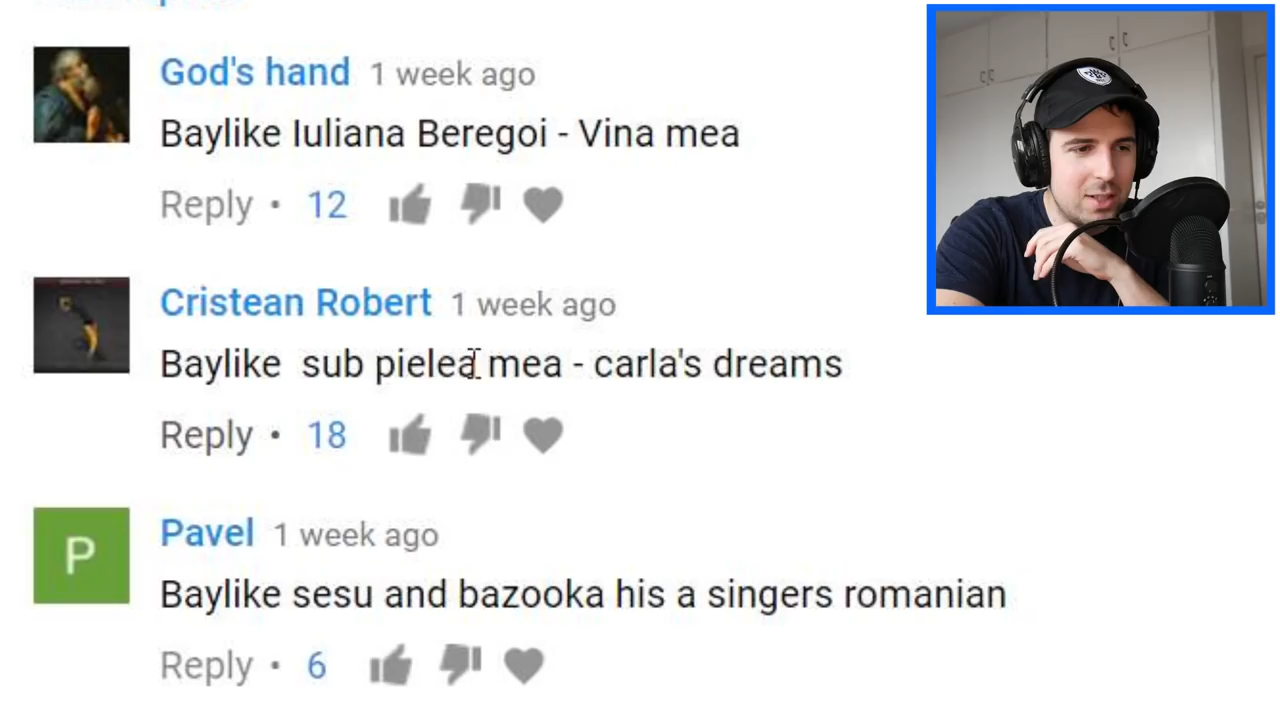 God's hand 1 week ago
Baylike Iuliana Beregoi - Vina mea
Reply • 12
Cristean Robert 1 week ago
Baylike sub pielea mea - carla's dreams
Reply • 18
P
Pavel 1 week ago
Baylike sesu and bazooka his a singers romanian
Reply • 6